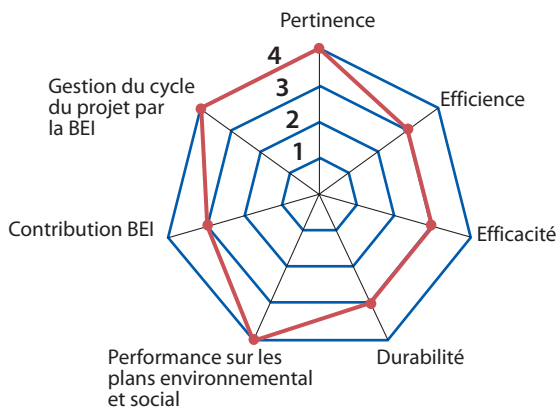 Pertinence
4
3
2
1
Gestion du cycle
du projet par
la BEI
Efficience
Contribution BEI
Efficacité
Performance sur les
plans environnemental
et social
Durabilité